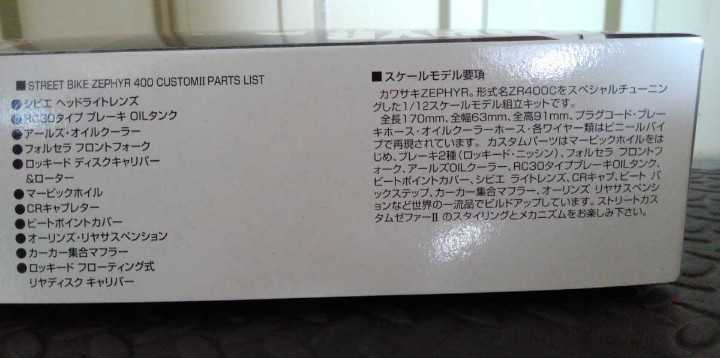 ■ STREET BIKE ZEPHYR 400 CUSTOMII PARTS LIST
●シビエ ヘッドライトレンズ
●RC30タイプ ブレーキ OILタンク
●アールズ・オイルクーラー
●フォルセラ フロントフォーク
●ロッキード ディスクキャリパー
&ローター
●マービックホイル
●CRキャブレター
●ビートポイントカバー
●オーリンズ・リヤサスペンション
●カーカー集合マフラー
●ロッキード フローティング式
リヤディスク キャリパー
■スケールモデル要項
カワサキZEPHYR。形式名ZR400Cをスペシャルチューニン
グした1/12スケールモデル組立キットです。
全長170mm、全幅63mm、全高91mm、プラグコード・ブレー
キホース・オイルクーラーホース・各ワイヤー類はビニールパイ
プで再現されています。カスタムパーツはマービックホイルをは
じめ、ブレーキ2種（ロッキード・ニッシン）、フォルセラ フロントフ
ォーク、アールズOILクーラー、RC30タイプブレーキOILタンク、
ビートポイントカバー、シビエ ライトレンズ、CRキャブ、ビート バ
ックステップ、カーカー集合マフラー、オーリンズ リヤサスペンシ
ョンなど世界の一流品でビルドアップしています。ストリートカス
タムゼファーⅡ のスタイリングとメカニズムをお楽しみ下さい。